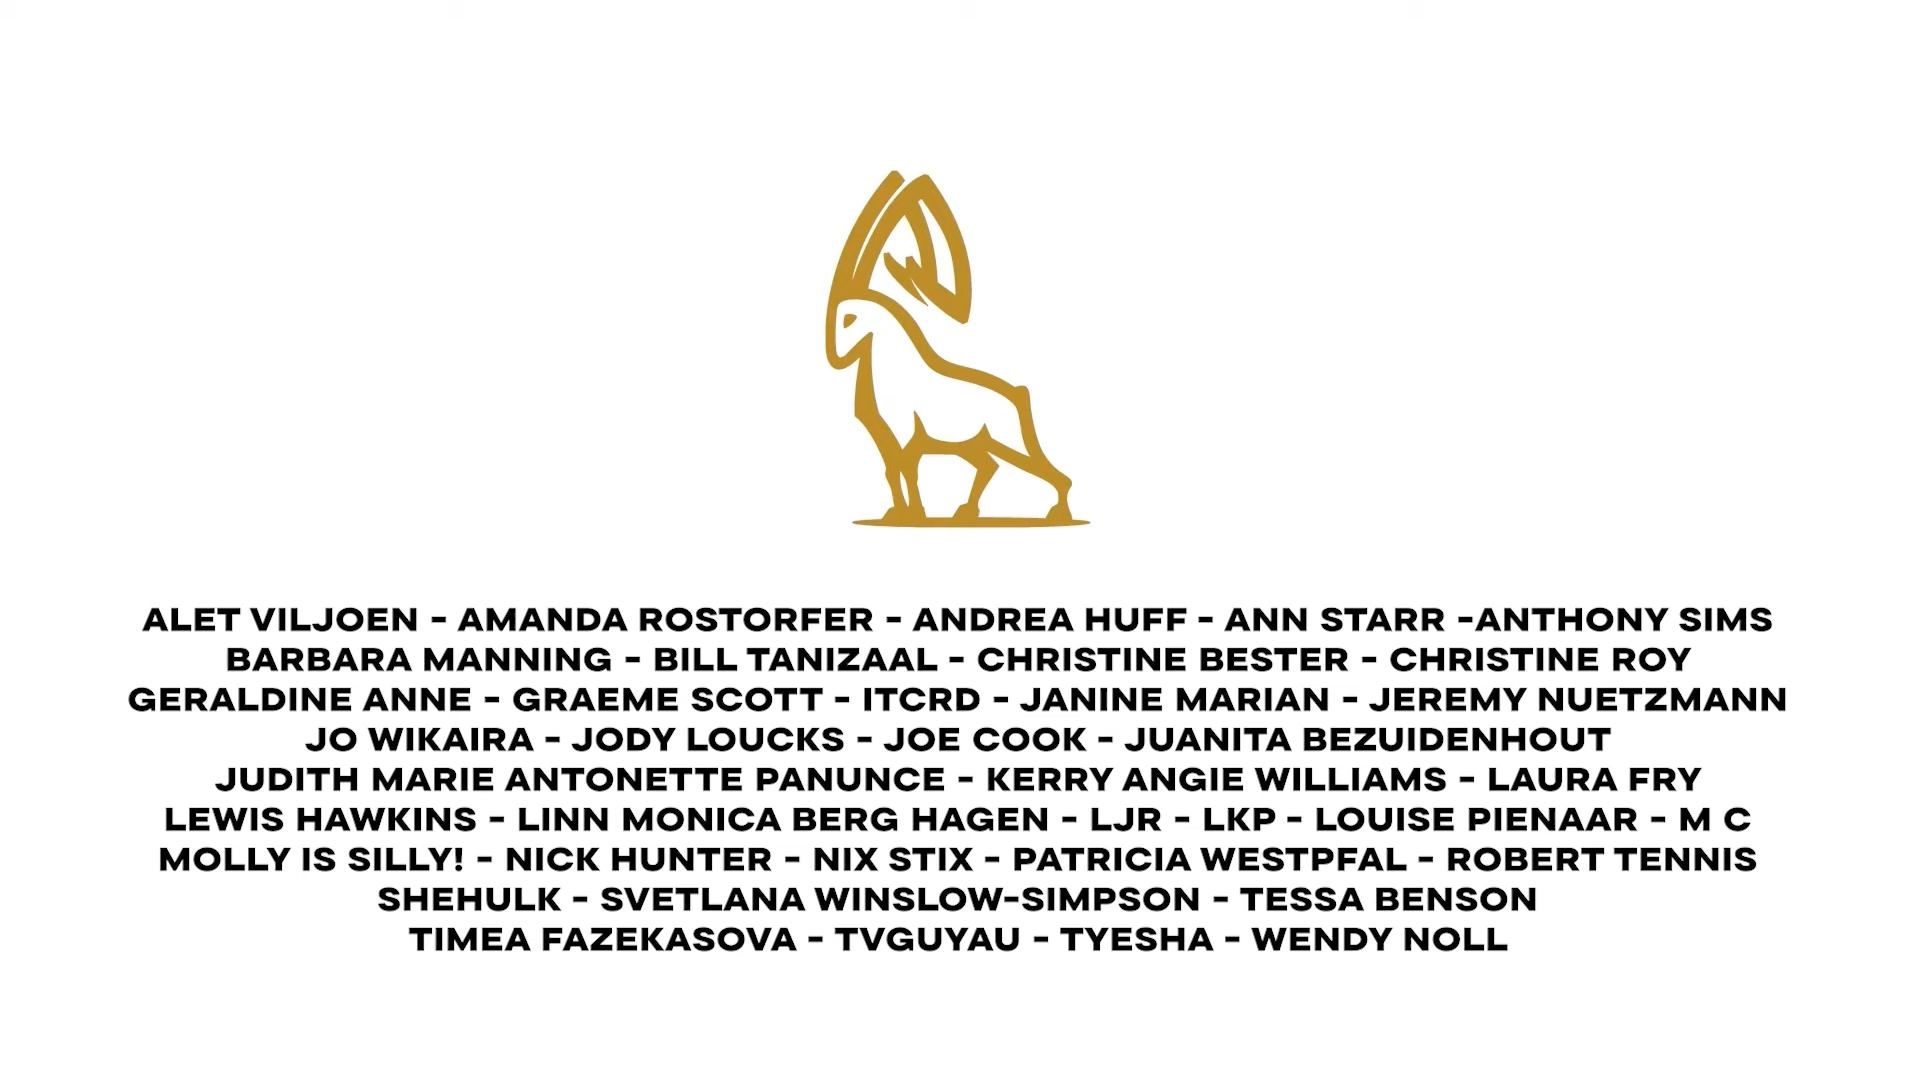 ALET VILJOEN - AMANDA ROSTORFER - ANDREA HUFF - ANN STARR -ANTHONY SIMS
BARBARA MANNING - BILL TANIZAAL - CHRISTINE BESTER - CHRISTINE ROY
GERALDINE ANNE - GRAEME SCOTT - ITCRD - JANINE MARIAN - JEREMY NUETZMANN
JO WIKAIRA - JODY LOUCKS - JOE COOK - JUANITA BEZUIDENHOUT
JUDITH MARIE ANTONETTE PANUNCE - KERRY ANGIE WILLIAMS - LAURA FRY
LEWIS HAWKINS - LINN MONICA BERG HAGEN - LJR - LKP - LOUISE PIENAAR - M C
MOLLY IS SILLY! - NICK HUNTER - NIX STIX - PATRICIA WESTPFAL - ROBERT TENNIS
SHEHULK - SVETLANA WINSLOW-SIMPSON - TESSA BENSON
TIMEA FAZEKASOVA - TVGUYAU - TYESHA - WENDY NOLL